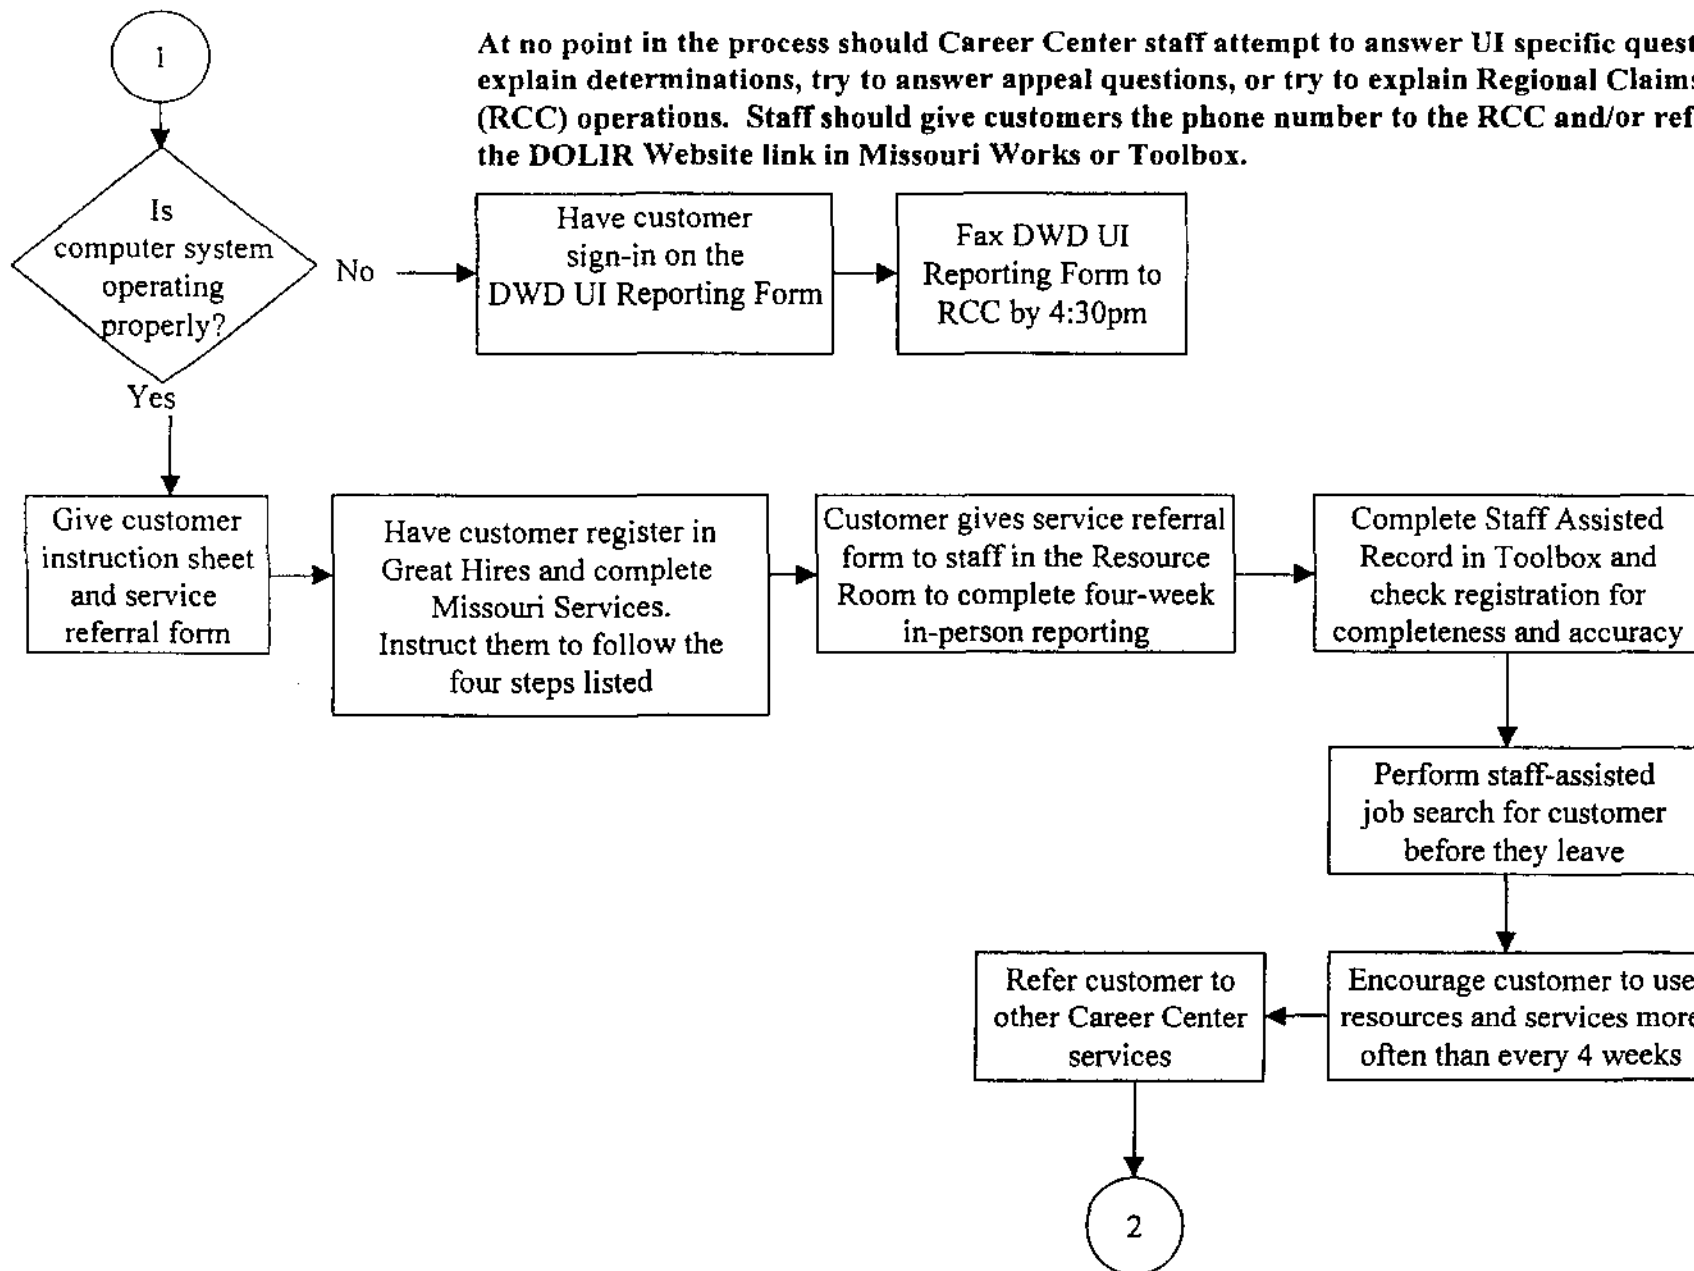 1
At no point in the process should Career Center staff attempt to answer UI specific
explain determinations, try to answer appeal questions, or try to explain Regional
(RCC) operations. Staff should give customers the phone number to the RCC and/or
the DOLIR Website link in Missouri Works or Toolbox.
Is
computer system
operating
properly?
No
Have customer
sign-in on the
DWD UI Reporting Form
Fax DWD UI
Reporting Form to
RCC by 4:30pm
Yes
Give customer
instruction sheet
and service
referral form
Have customer register in
Great Hires and complete
Missouri Services.
Instruct them to follow the
four steps listed
Customer gives service referral
form to staff in the Resource
Room to complete four-week
in-person reporting
Complete Staff Assisted
Record in Toolbox and
check registration for
completeness and accuracy
Perform staff-assisted
job search for customer
before they leave
Encourage customer to use
resources and services more
often than every 4 weeks
Refer customer to
other Career Center
services
2